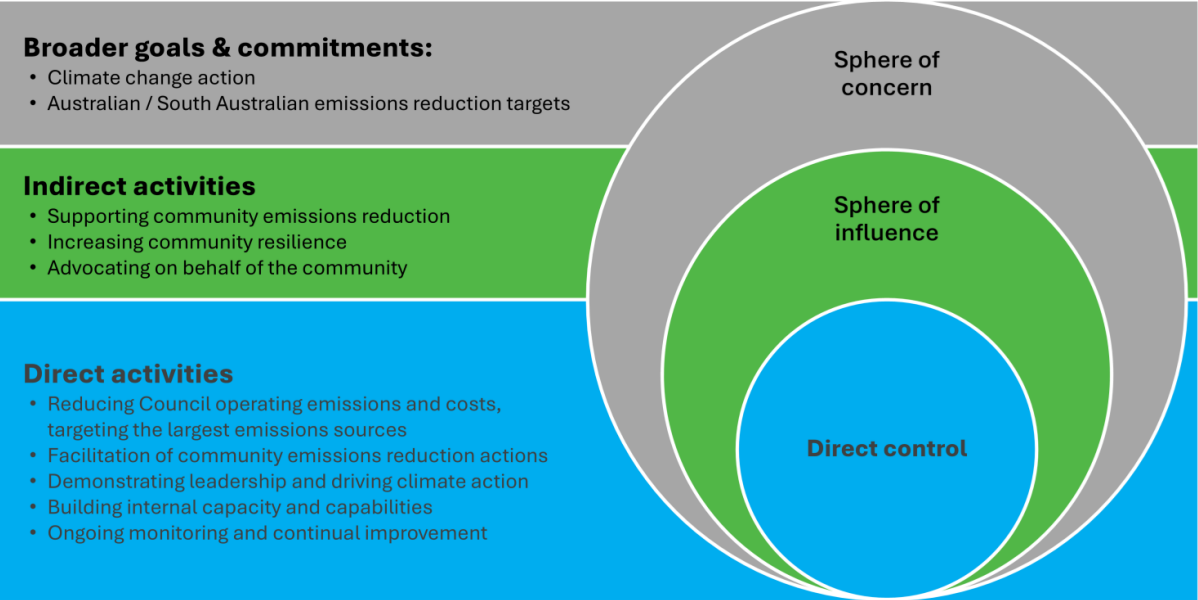 Broader goals & commitments:
• Climate change action
• Australian / South Australian emissions reduction targets
Sphere of
concern
Indirect activities
• Supporting community emissions reduction
• Increasing community resilience
• Advocating on behalf of the community
Sphere of
influence
Direct activities
• Reducing Council operating emissions and costs,
targeting the largest emissions sources
• Facilitation of community emissions reduction actions
• Demonstrating leadership and driving climate action
• Building internal capacity and capabilities
• Ongoing monitoring and continual improvement
Direct control